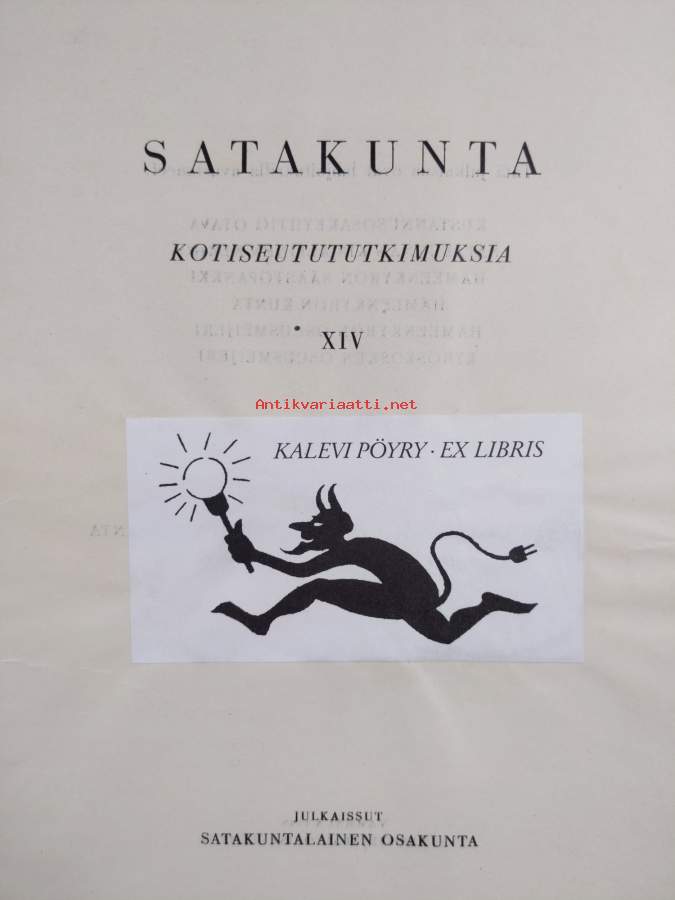 SATAKUNTA
KOTISEUTUTUTKIMUKSIA
XIV
Antikvariaatti.net
KALEVI PÖYRY · EX LIBRIS
JULKAISSUT
SATAKUNTALAINEN OSAKUNTA